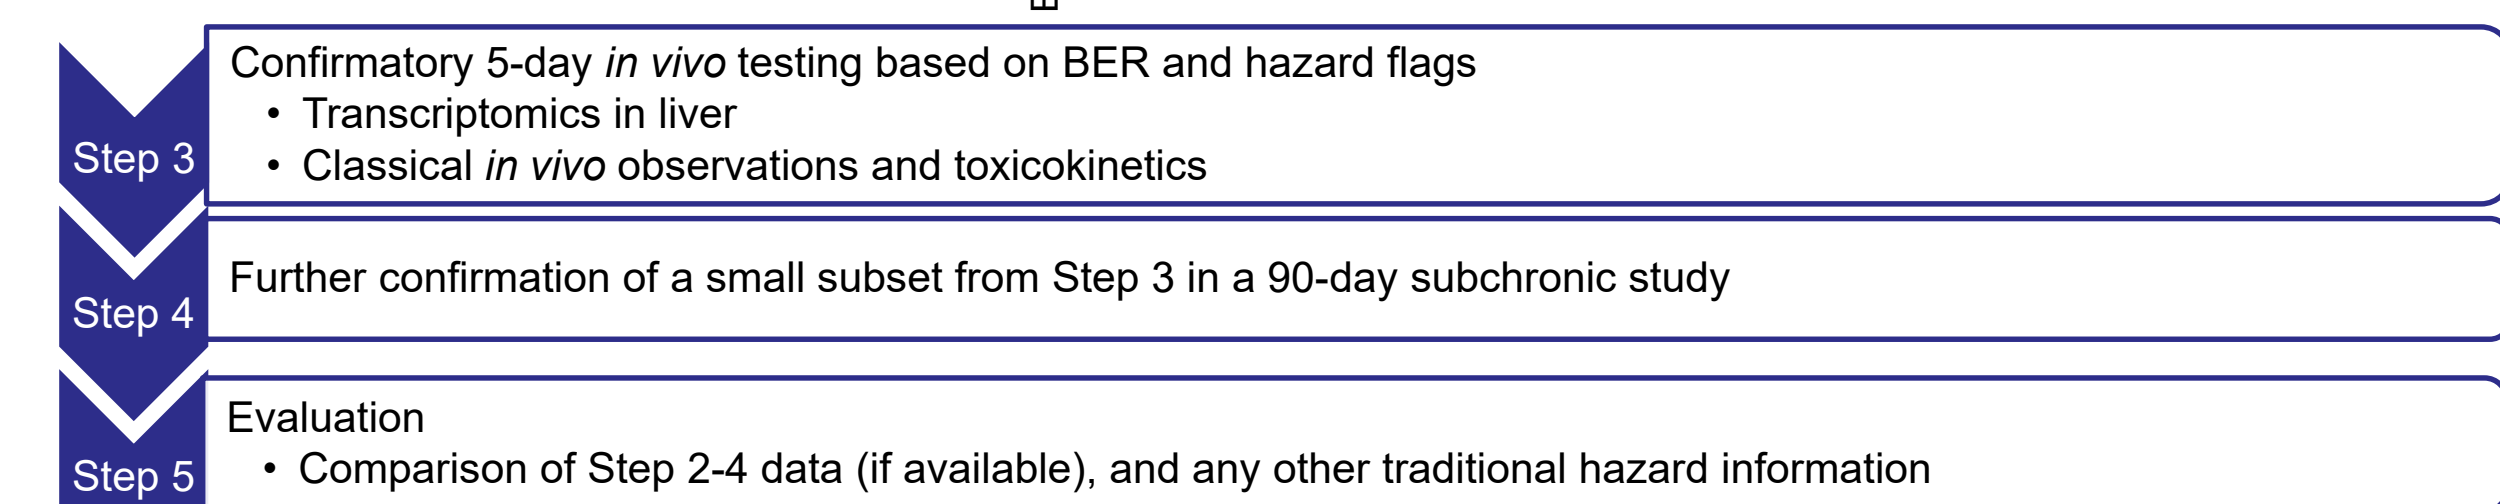 Confirmatory 5-day in vivo testing based on BER and hazard flags
• Transcriptomics in liver
Step 3
• Classical in vivo observations and toxicokinetics
Further confirmation of a small subset from Step 3 in a 90-day subchronic study
Step 4
Evaluation
Step 5
• Comparison of Step 2-4 data (if available), and any other traditional hazard information